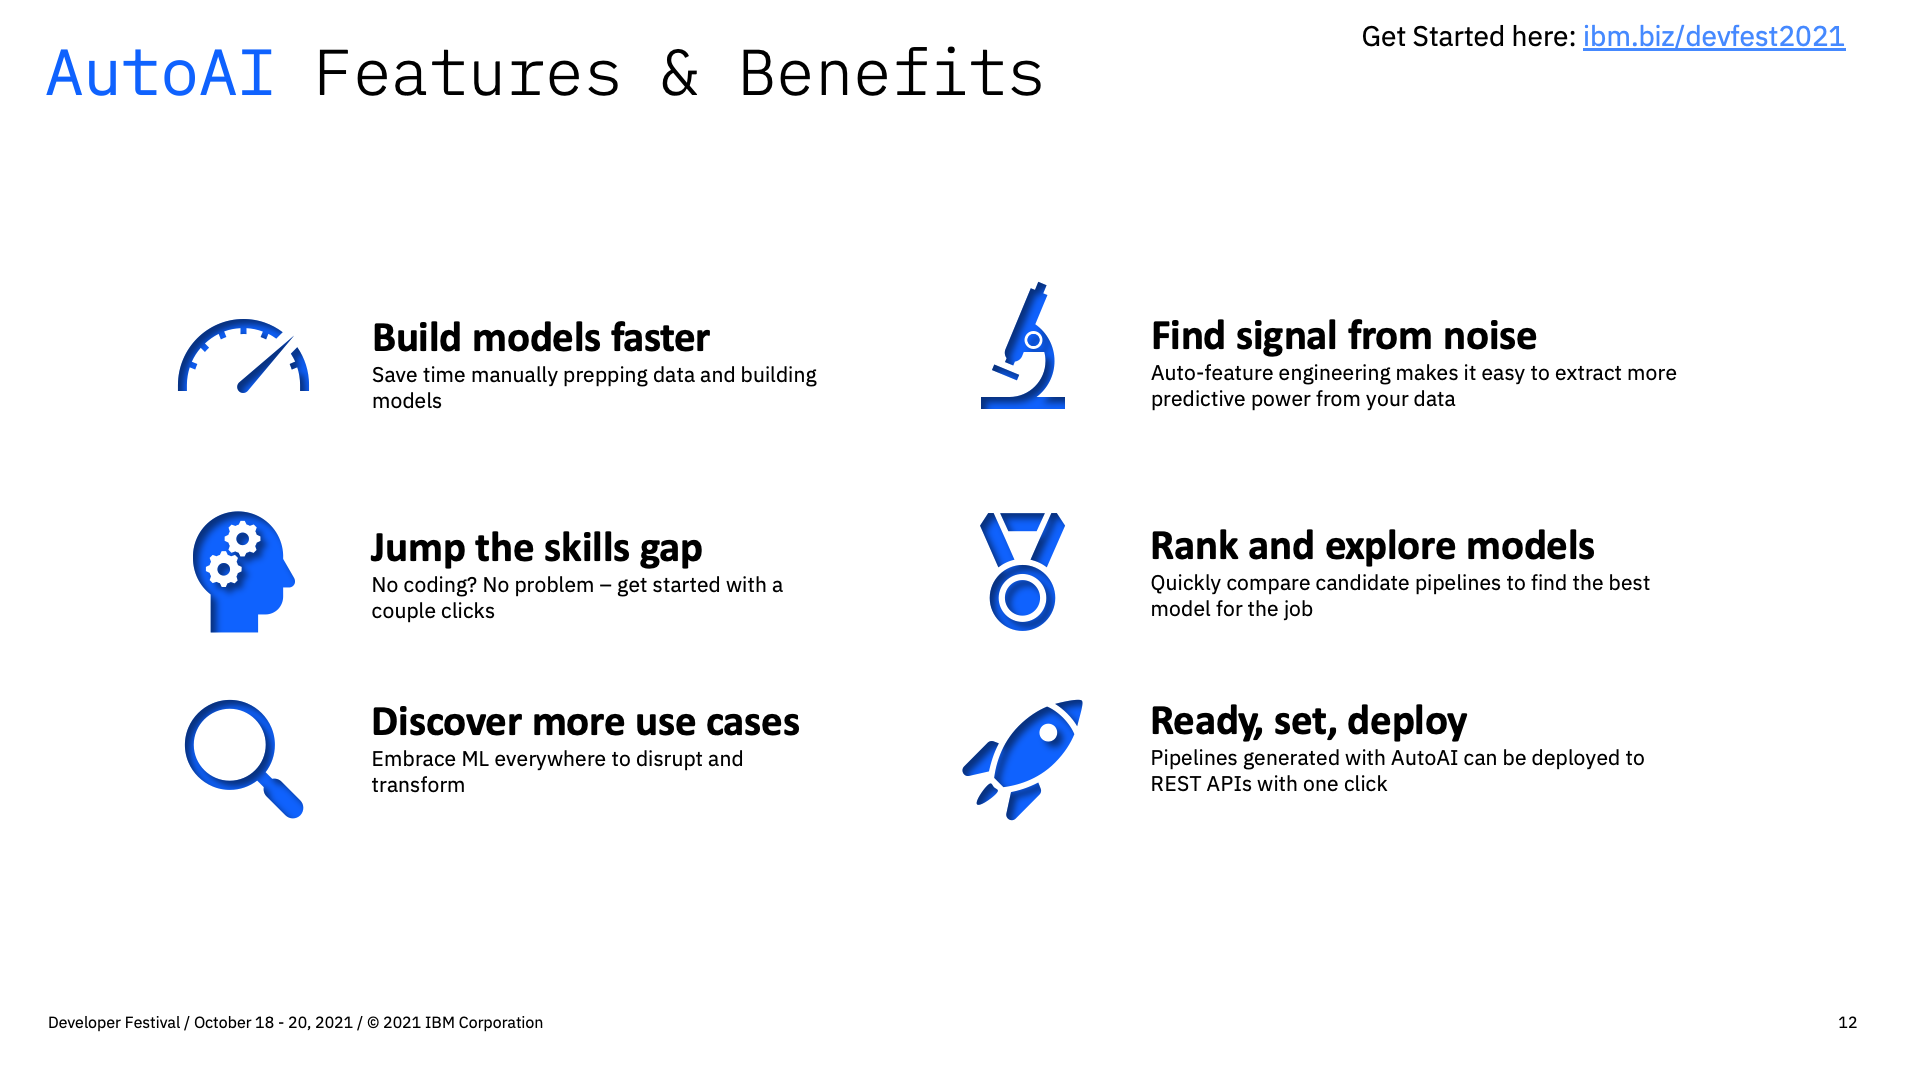 AutoAI Features & Benefits
Get Started here: ibm.biz/devfest2021
Build models faster
Save time manually prepping data and building
models
Find signal from noise
Auto-feature engineering makes it easy to extract more
predictive power from your data
Jump the skills gap
No coding? No problem – get started with a
couple clicks
Rank and explore models
Quickly compare candidate pipelines to find the best
model for the job
Discover more use cases
Embrace ML everywhere to disrupt and
transform
Ready, set, deploy
Pipelines generated with AutoAI can be deployed to
REST APIs with one click
Developer Festival / October 18 - 20, 2021 / © 2021 IBM Corporation
12